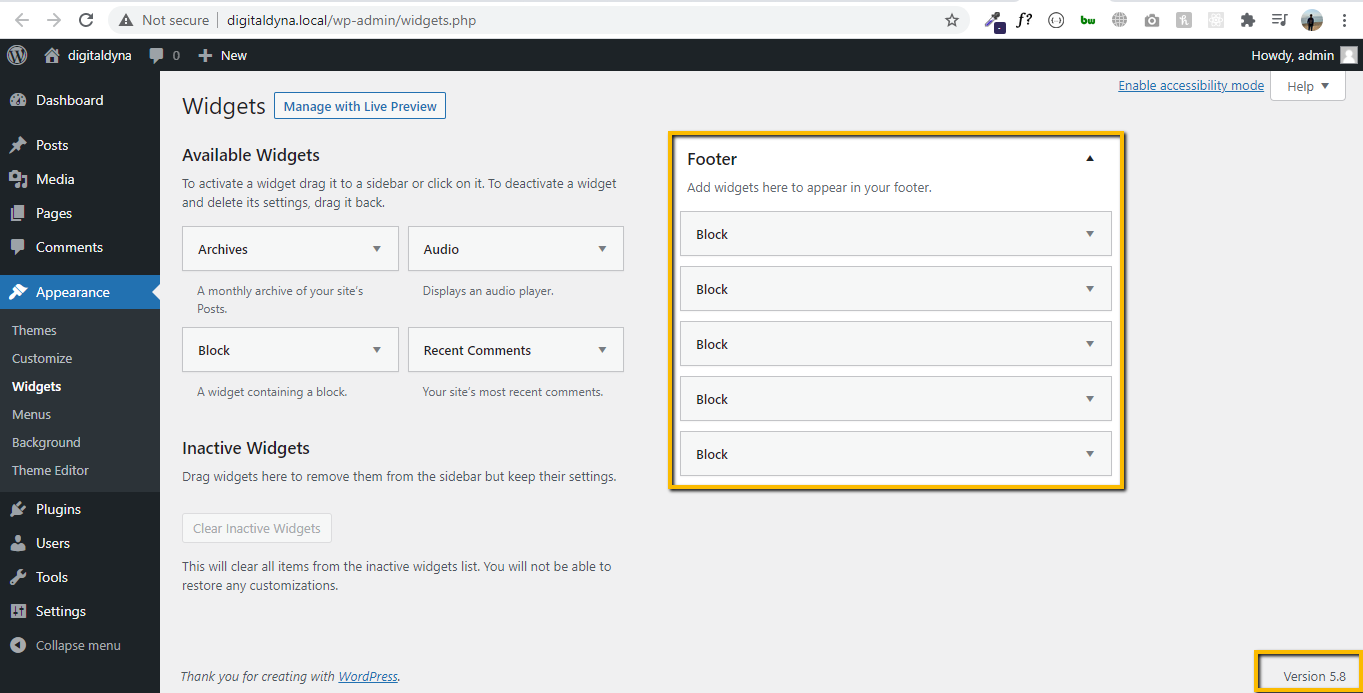 Not secure
digitaldyna.local/wp-admin/widgets.php
f?
bw
digitaldyna
0
New
Howdy, admin
Dashboard
Posts
Media
Pages
Comments
Appearance
Themes
Customize
Widgets
Menus
Background
Theme Editor
Plugins
Users
Tools
Settings
Collapse menu
Enable accessibility mode
Help
Widgets
Manage with Live Preview
Available Widgets
To activate a widget drag it to a sidebar or click on it. To deactivate a widget
and delete its settings, drag it back.
Archives
Audio
A monthly archive of your site’s
Posts.
Displays an audio player.
Block
Recent Comments
A widget containing a block.
Your site’s most recent comments.
Inactive Widgets
Drag widgets here to remove them from the sidebar but keep their settings.
Clear Inactive Widgets
This will clear all items from the inactive widgets list. You will not be able to
restore any customizations.
Footer
Add widgets here to appear in your footer.
Block
Block
Block
Block
Block
Thank you for creating with WordPress.
Version 5.8